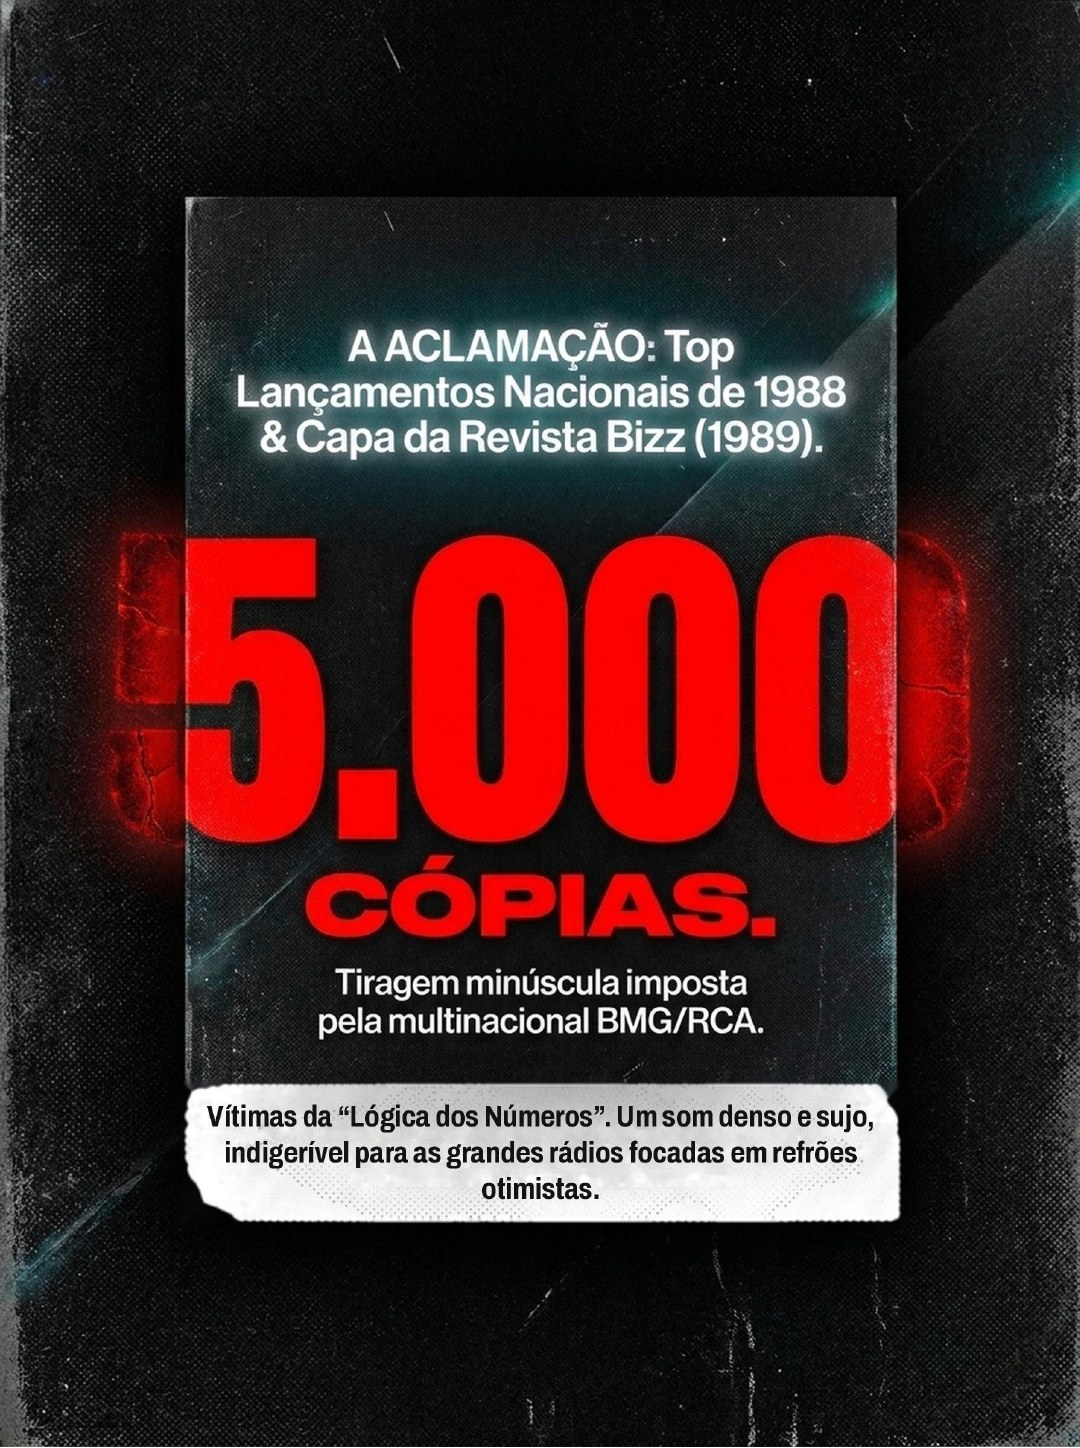 A ACLAMAÇÃO: Top
Lançamentos Nacionais de 1988
& Capa da Revista Bizz (1989).
5.000
CÓPIAS.
Tiragem minúscula imposta
pela multinacional BMG/RCA.
Vítimas da “Lógica dos Números”. Um som denso e sujo,
indigerível para as grandes rádios focadas em refrões
otimistas.